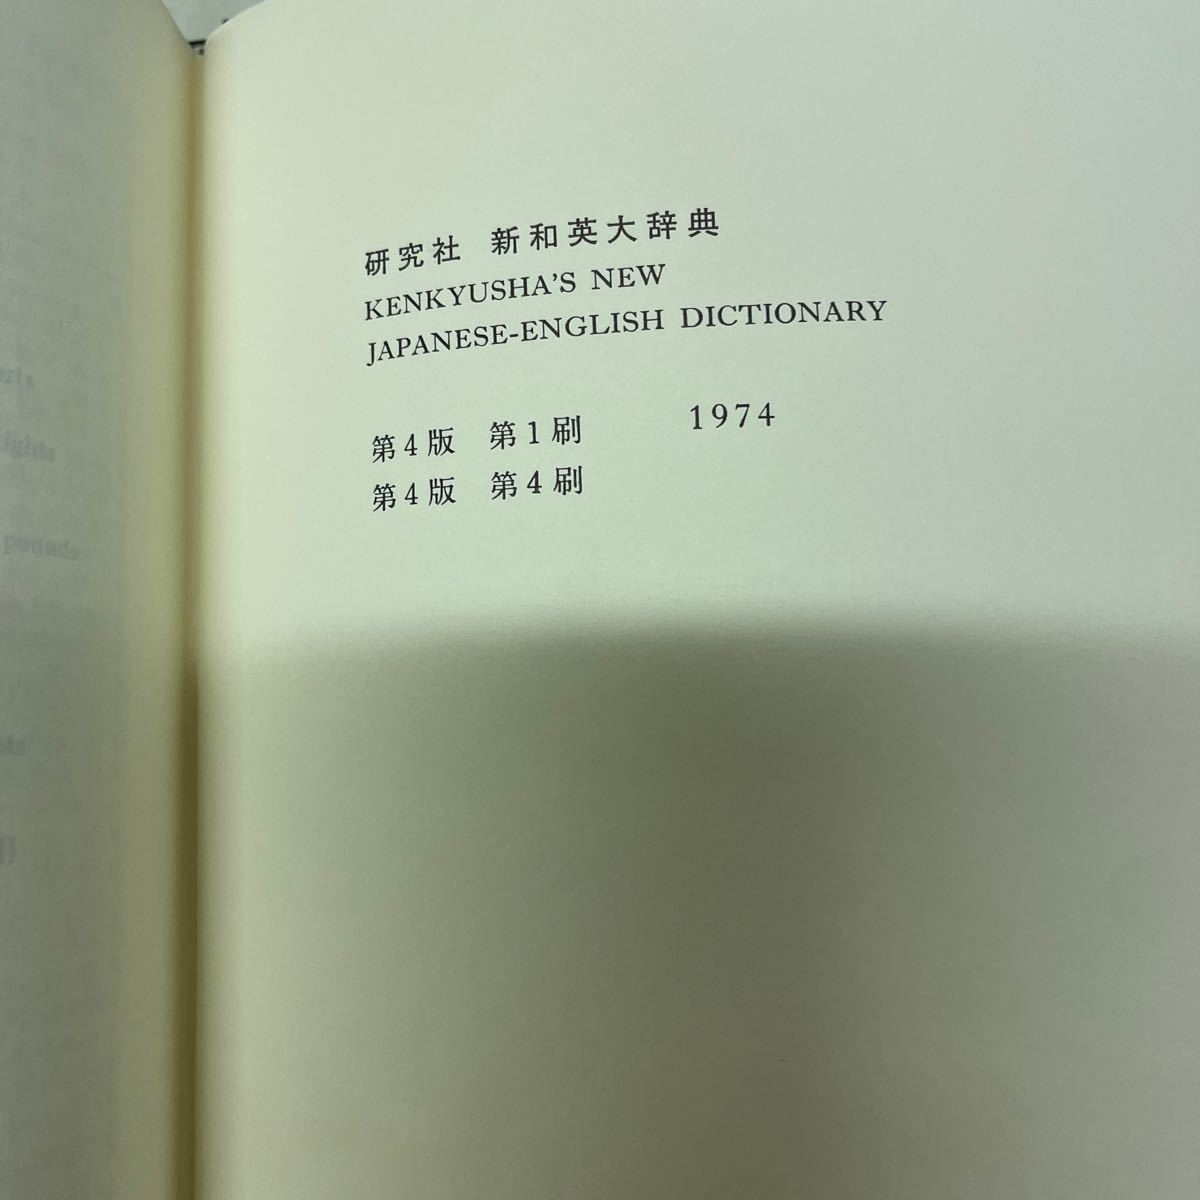 研究社 新和英大辞典
KENKYUSHA'S NEW
JAPANESE-ENGLISH DICTIONARY
第4版 第1刷 1974
第4版 第4刷
pounds